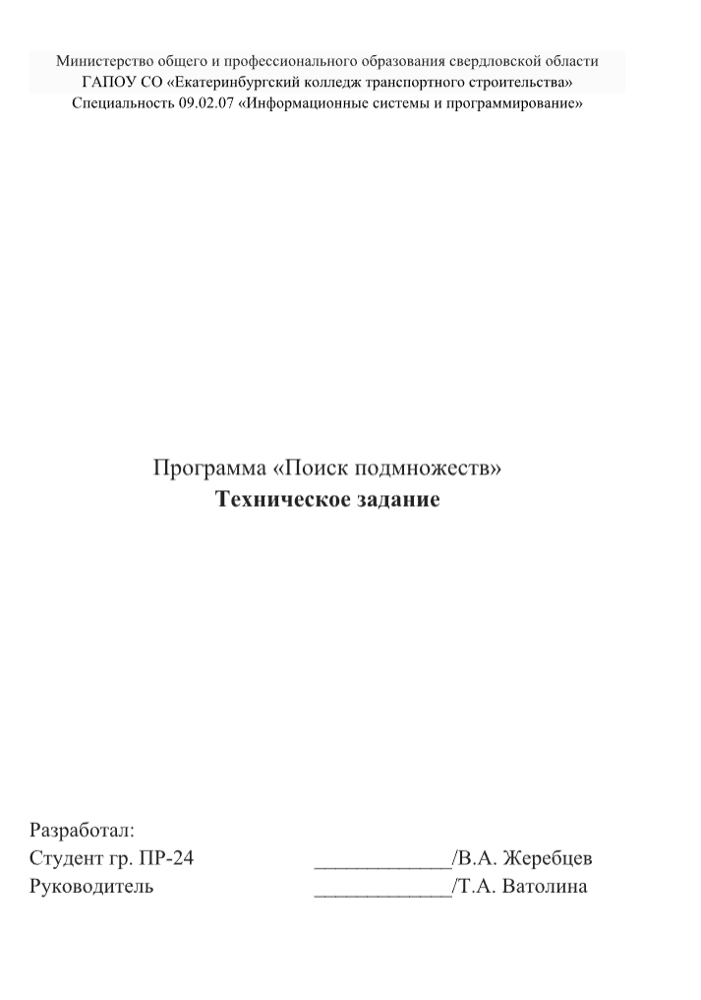 Министерство общего и профессионального образования свердловской области
ГАПОУ СО «Екатеринбургский колледж транспортного строительства»
Специальность 09.02.07 «Информационные системы и программирование»
Программа «Поиск подмножеств»
Техническое задание
Разработал:
Студент гр. ПР-24 _____________/В.А. Жеребцев
Руководитель _____________/Т.А. Ватолина